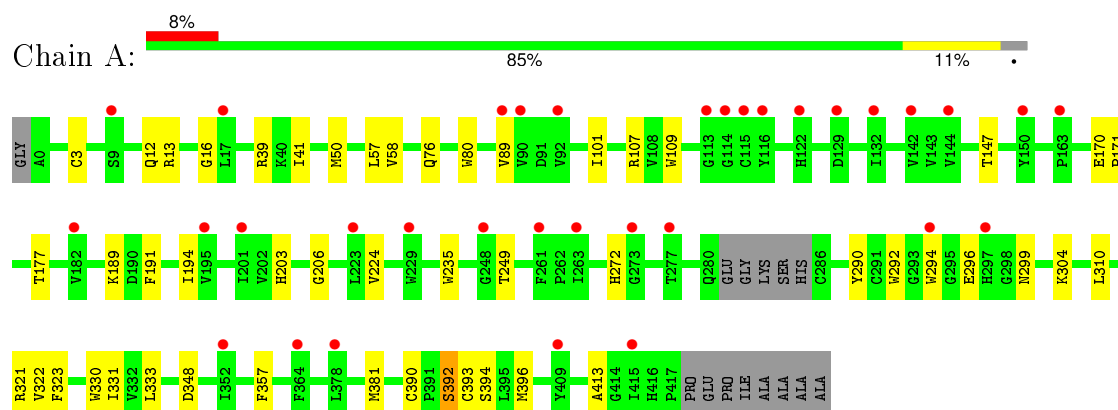 8%
Chain A:
85% 11% •
GLY A0 C3 S9 Q12 R13 G16 L17 R39 K40 I41 M50 L57 V58 Q76 W80 V89 V90 D91 V92 I101 R107 V108 W109 G113 G114 C115 Y116 H122 D129 I132 V142 V143 V144 T147 Y150 P163 E170
T177 V182 K189 D190 F191 I194 V195 I201 V202 H203 G206 L223 V224 W229 W235 G248 T249 F261 P262 I263 H272 G273 T277 Q280 GLU GLY LYS SER HIS C286 Y290 C291 W292 G293 W294 G295 E296 H297 G298 N299 K304 L310
R321 V322 F323 W330 I331 V332 L333 D348 I352 F357 F364 L378 M381 C390 P391 S392 C393 S394 L395 M396 Y409 A413 G414 I415 H416 P417 PRO GLU PRO ILE ALA ALA ALA ALA